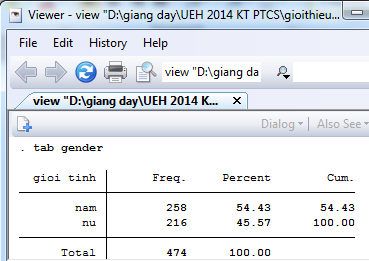 Viewer - view "D:\giang day\UEH 2014 KT PTCS\gioithieu...
File Edit History
view "D:\giang da
view "D:\giang day\UEH 2014 K... ×
Dialog Also See
. tab gender
gioi tinh Freq. Percent Cum.
nam 258 54.43 54.43
nu 216 45.57 100.00
Total 474 100.00